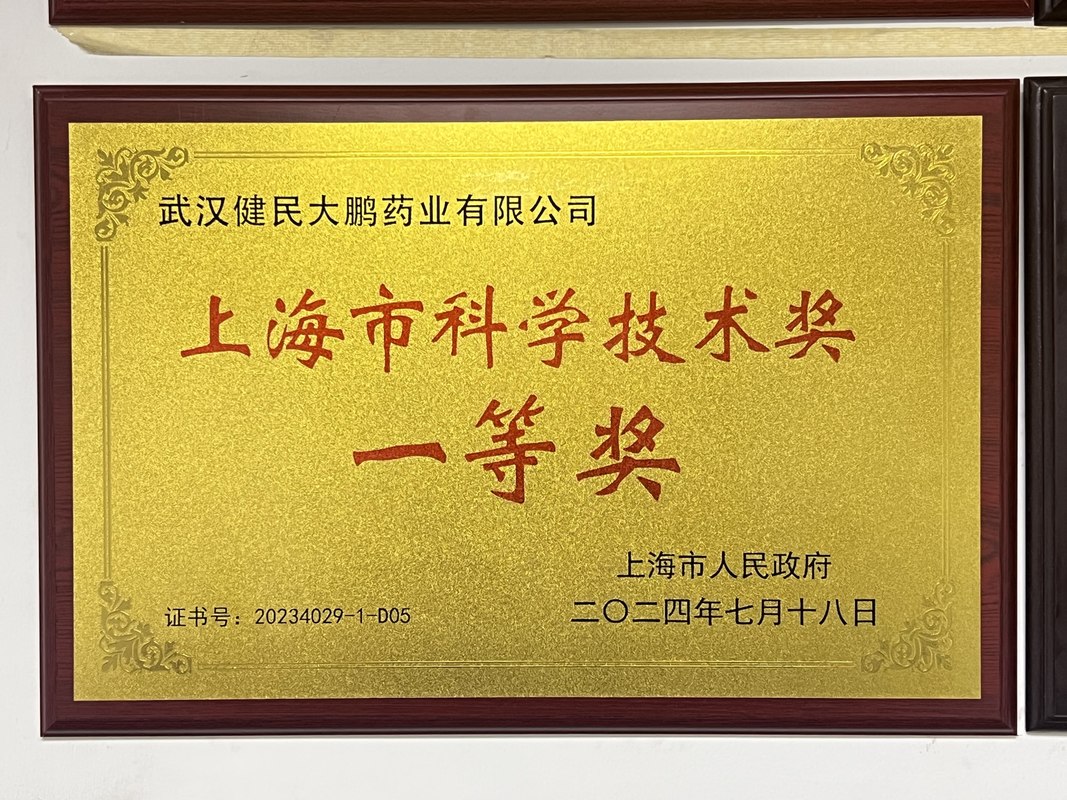 武汉健民大鹏药业有限公司
上海市科学技术奖
一等奖
上海市人民政府
证书号：20234029-1-D05
二〇二四年七月十八日